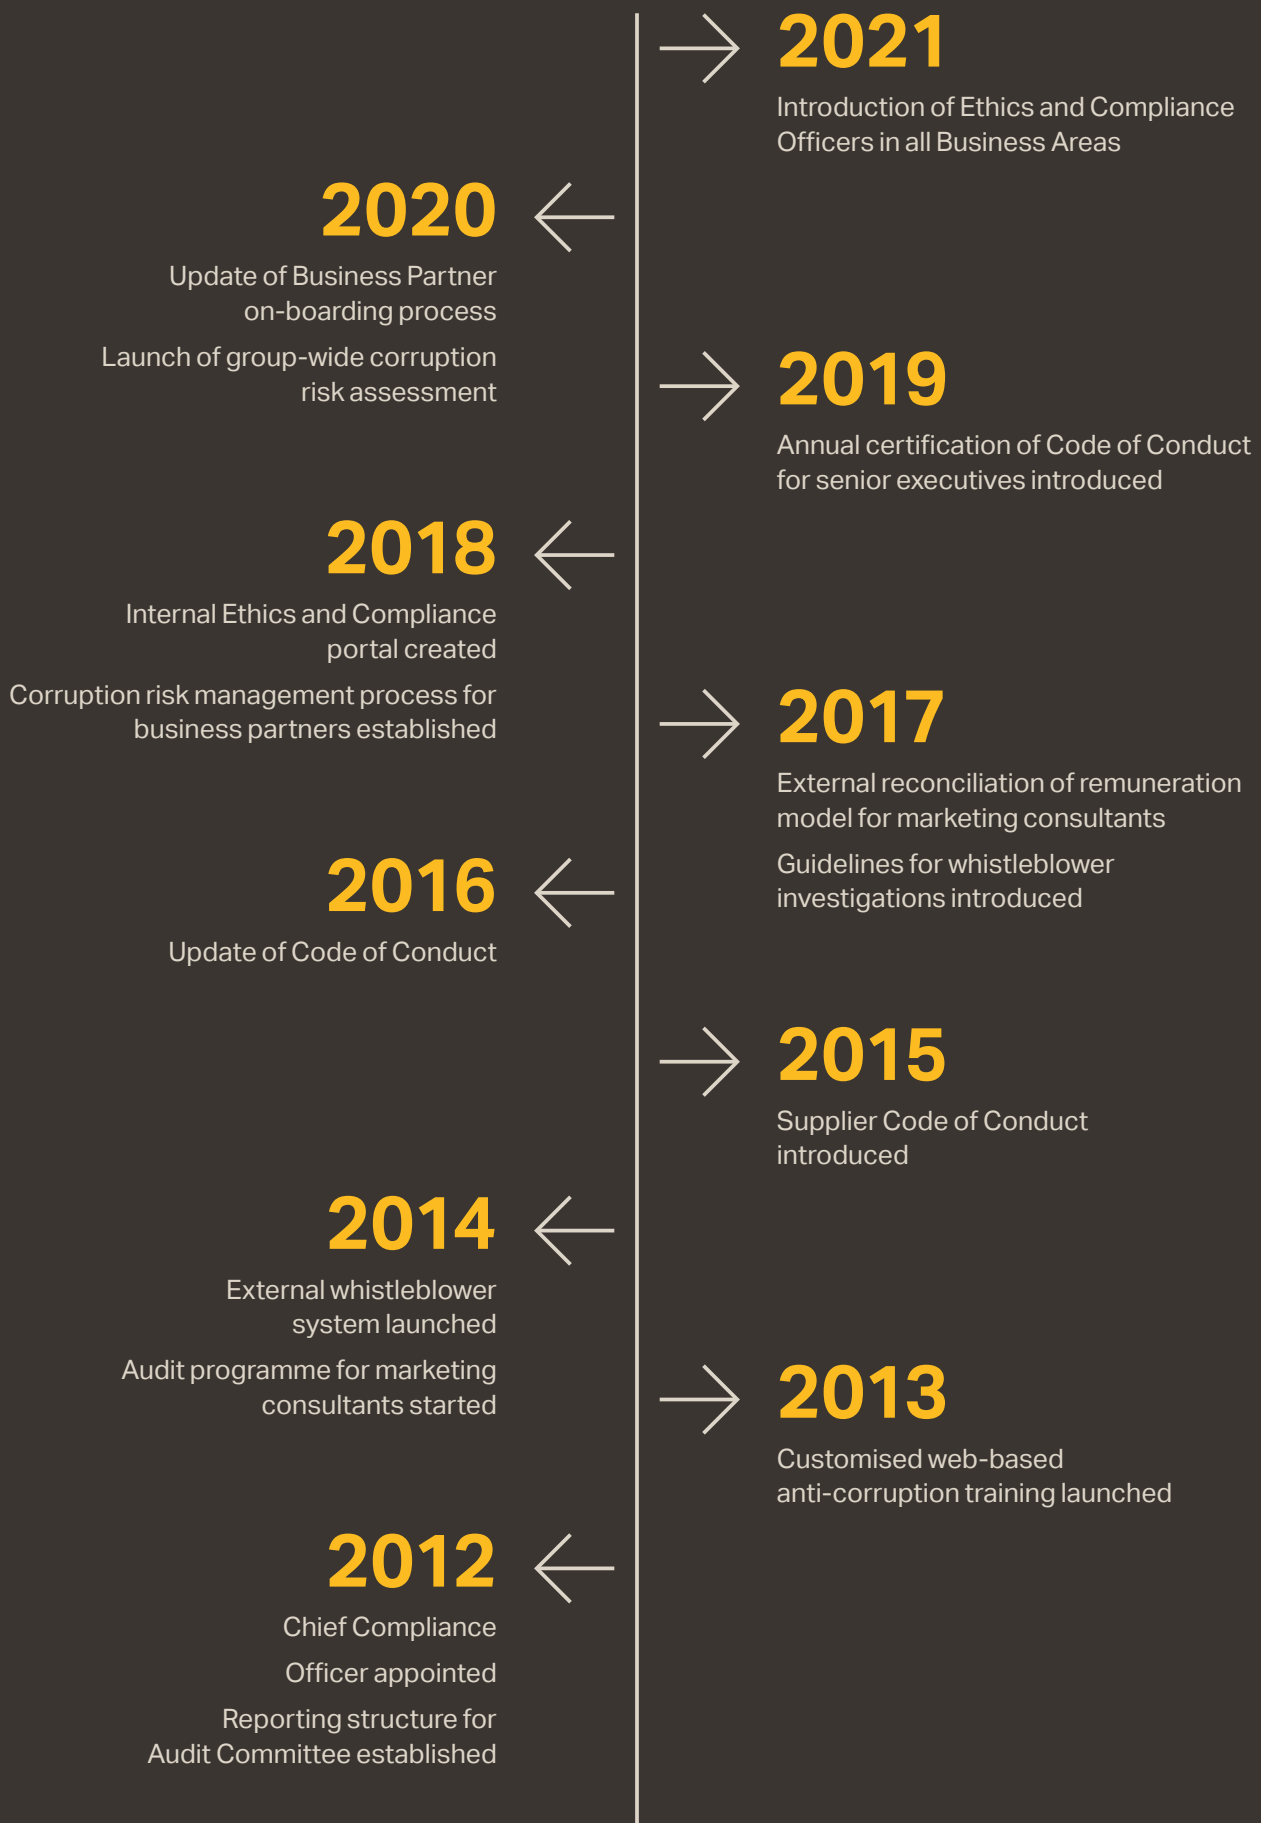 2021
Introduction of Ethics and Compliance
Officers in all Business Areas
2020
Update of Business Partner
on-boarding process
Launch of group-wide corruption
risk assessment
2019
Annual certification of Code of Conduct
for senior executives introduced
2018
Internal Ethics and Compliance
portal created
Corruption risk management process for
business partners established
2017
External reconciliation of remuneration
model for marketing consultants
Guidelines for whistleblower
investigations introduced
2016
Update of Code of Conduct
2015
Supplier Code of Conduct
introduced
2014
External whistleblower
system launched
Audit programme for marketing
consultants started
2013
Customised web-based
anti-corruption training launched
2012
Chief Compliance
Officer appointed
Reporting structure for
Audit Committee established